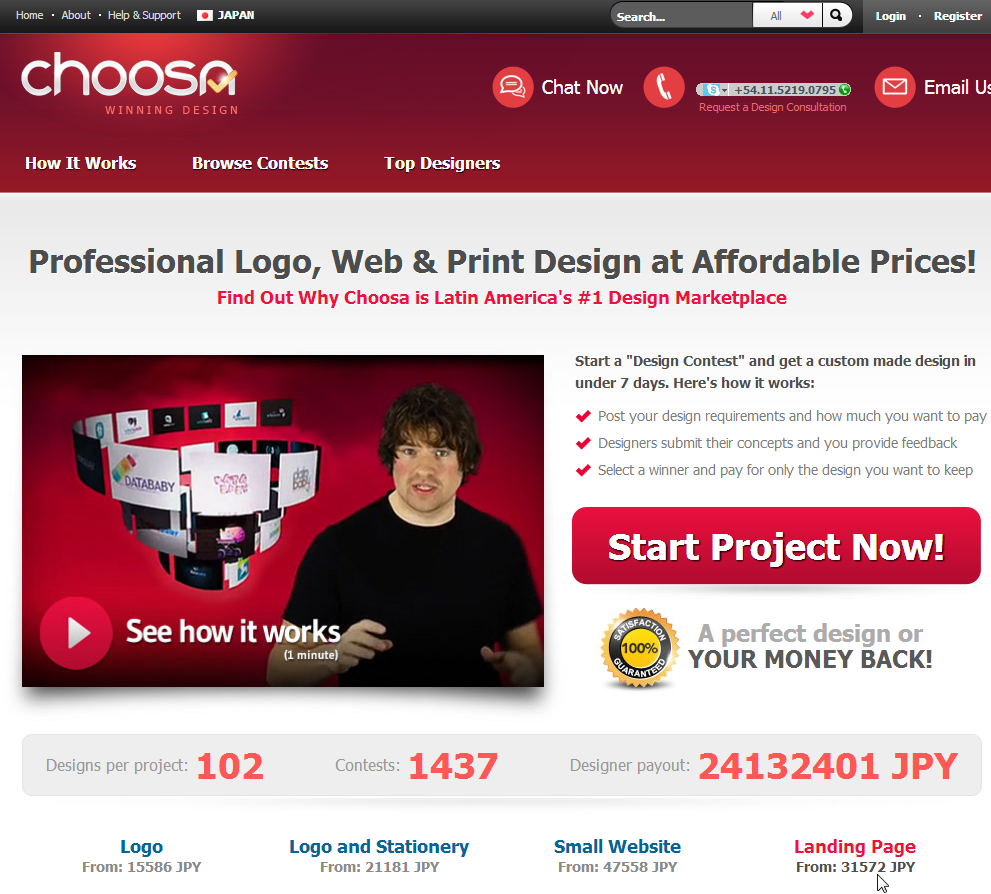 Home · About · Help & Support JAPAN
Search... All
Login · Register
choosa
WINNING DESIGN
Chat Now
+54.11.5219.0795
Request a Design Consultation
Email Us
How It Works Browse Contests Top Designers
Professional Logo, Web & Print Design at Affordable Prices!
Find Out Why Choosa is Latin America's #1 Design Marketplace
DATABABY
See how it works
(1 minute)
Start a "Design Contest" and get a custom made design in
under 7 days. Here's how it works:
Post your design requirements and how much you want to pay
Designers submit their concepts and you provide feedback
Select a winner and pay for only the design you want to keep
Start Project Now!
SATISFACTION
100%
GUARANTEED
A perfect design or
YOUR MONEY BACK!
Designs per project: 102 Contests: 1437 Designer payout: 24132401 JPY
Logo Logo and Stationery Small Website Landing Page
From: 15586 JPY From: 21181 JPY From: 47558 JPY From: 31572 JPY